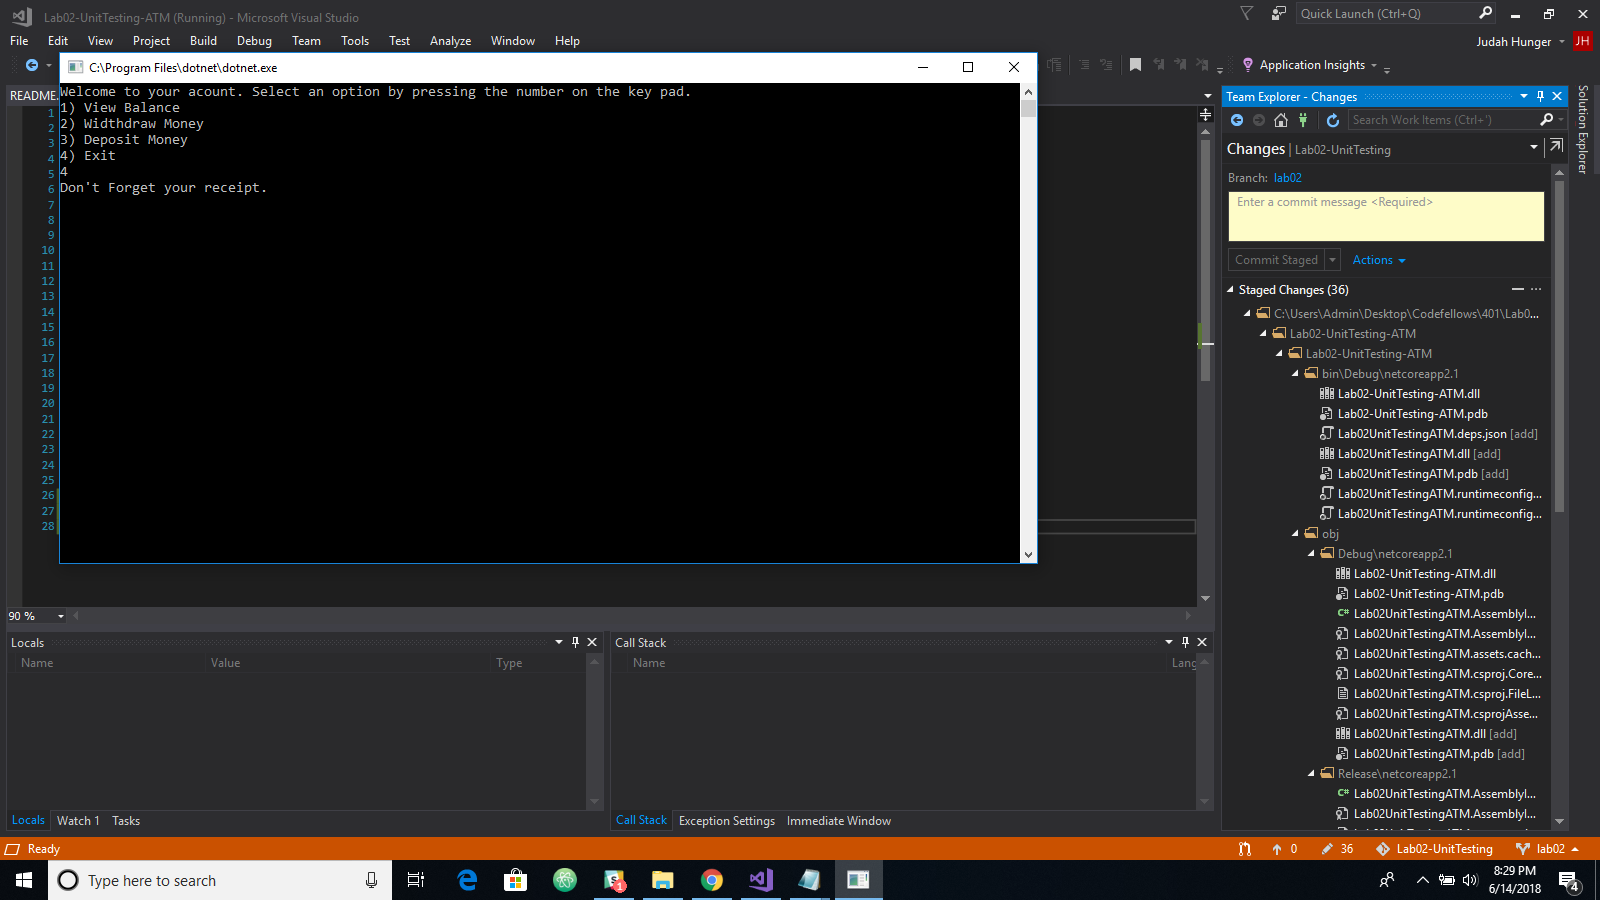 Lab02-UnitTesting-ATM (Running) - Microsoft Visual Studio
Quick Launch (Ctrl+Q)
File Edit View Project Build Debug Team Tools Test Analyze Window Help
Judah Hunger JH
Application Insights
C:\Program Files\dotnet\dotnet.exe
README.
Welcome to your acount. Select an option by pressing the number on the key pad.
1) View Balance
2) Widthdraw Money
3) Deposit Money
4) Exit
4
Don't Forget your receipt.
1
2
3
4
5
6
7
8
9
10
11
12
13
14
15
16
17
18
19
20
21
22
23
24
25
26
27
28
90 %
Locals
Name Value Type
Locals Watch 1 Tasks
Call Stack
Name Lang
Call Stack Exception Settings Immediate Window
Team Explorer - Changes
Search Work Items (Ctrl+')
Changes | Lab02-UnitTesting
Branch: lab02
Enter a commit message <Required>
Commit Staged Actions
Staged Changes (36)
C:\Users\Admin\Desktop\Codefellows\401\Lab0...
Lab02-UnitTesting-ATM
Lab02-UnitTesting-ATM
bin\Debug\netcoreapp2.1
Lab02-UnitTesting-ATM.dll
Lab02-UnitTesting-ATM.pdb
Lab02UnitTestingATM.deps.json [add]
Lab02UnitTestingATM.dll [add]
Lab02UnitTestingATM.pdb [add]
Lab02UnitTestingATM.runtimeconfig...
Lab02UnitTestingATM.runtimeconfig...
obj
Debug\netcoreapp2.1
Lab02-UnitTesting-ATM.dll
Lab02-UnitTesting-ATM.pdb
C# Lab02UnitTestingATM.AssemblyI...
Lab02UnitTestingATM.AssemblyI...
Lab02UnitTestingATM.assets.cach...
Lab02UnitTestingATM.csproj.Core...
Lab02UnitTestingATM.csproj.FileL...
Lab02UnitTestingATM.csprojAsse...
Lab02UnitTestingATM.dll [add]
Lab02UnitTestingATM.pdb [add]
Release\netcoreapp2.1
C# Lab02UnitTestingATM.AssemblyI...
Lab02UnitTestingATM.AssemblyI...
Solution Explorer
Ready
0 36 Lab02-UnitTesting lab02
Type here to search
1
8:29 PM
6/14/2018
4